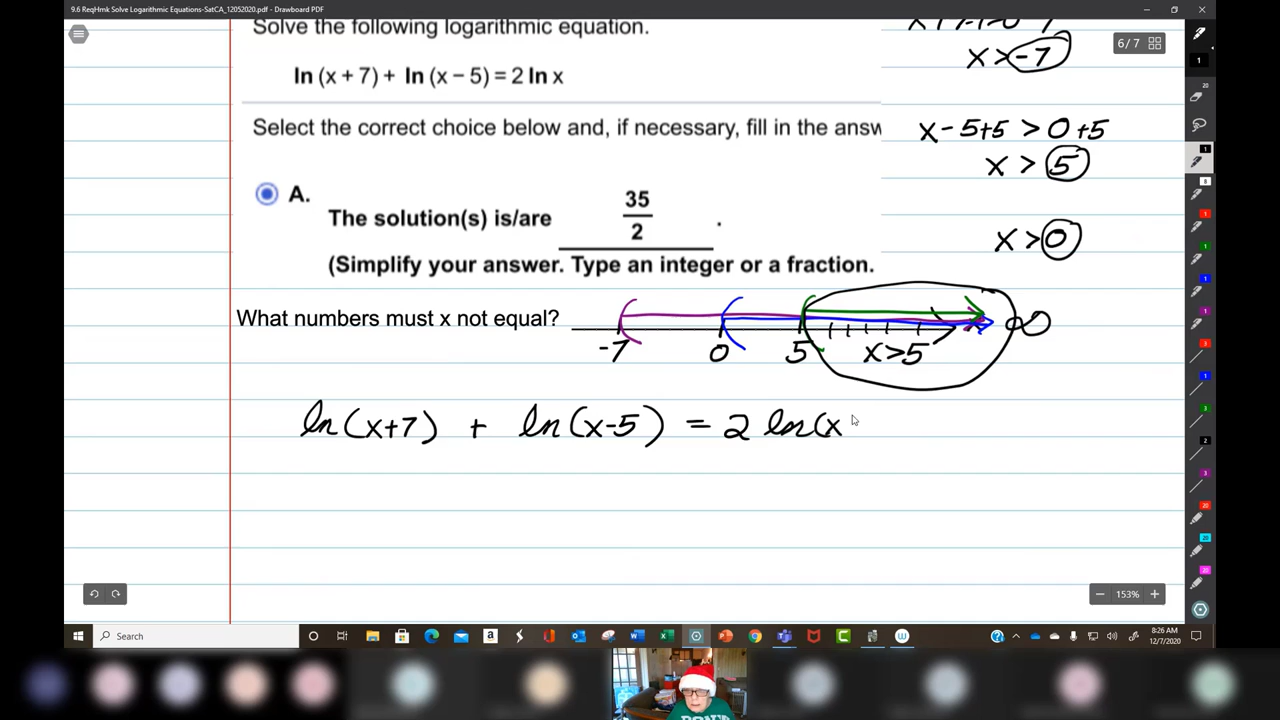 9.6 ReqHmk Solve Logarithmic Equations-SatCA_12052020.pdf - Drawboard PDF
Solve the following logarithmic equation.
6/7
x > -7
ln (x + 7) + ln (x − 5) = 2 ln x
Select the correct choice below and, if necessary, fill in the answ
x - 5+5 > 0 +5
x > 5
A.
35
The solution(s) is/are .
2
x > 0
(Simplify your answer. Type an integer or a fraction.
What numbers must x not equal?
∞
-7 0 5 x>5
ln(x+7) + ln(x-5) = 2 ln(x
153%
Search
8:26 AM
12/7/2020